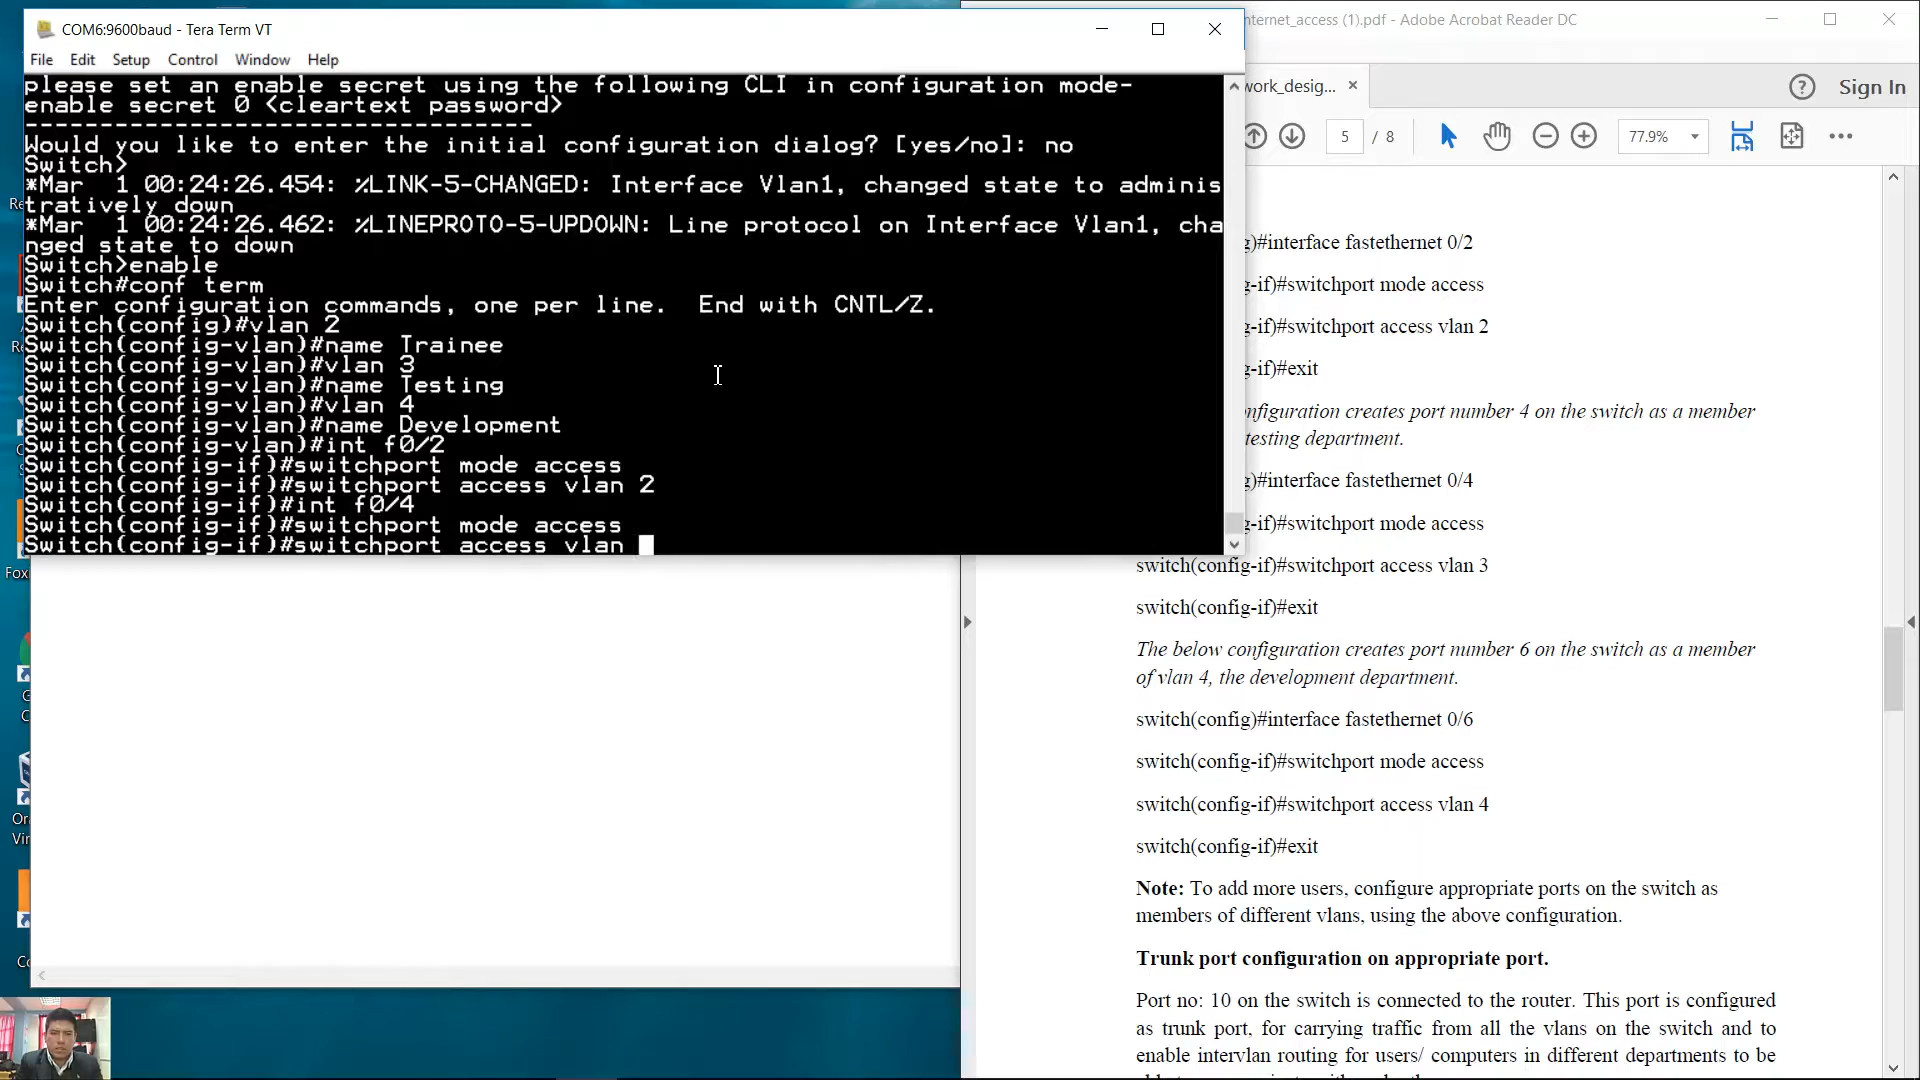 COM6:9600baud - Tera Term VT
File Edit Setup Control Window Help
please set an enable secret using the following CLI in configuration mode-
enable secret 0 <cleartext password>
----------------------------------
Would you like to enter the initial configuration dialog? [yes/no]: no
Switch>
*Mar  1 00:24:26.454: %LINK-5-CHANGED: Interface Vlan1, changed state to adminis
tratively down
*Mar  1 00:24:26.462: %LINEPROTO-5-UPDOWN: Line protocol on Interface Vlan1, cha
nged state to down
Switch>enable
Switch#conf term
Enter configuration commands, one per line.  End with CNTL/Z.
Switch(config)#vlan 2
Switch(config-vlan)#name Trainee
Switch(config-vlan)#vlan 3
Switch(config-vlan)#name Testing
Switch(config-vlan)#vlan 4
Switch(config-vlan)#name Development
Switch(config-vlan)#int f0/2
Switch(config-if)#switchport mode access
Switch(config-if)#switchport access vlan 2
Switch(config-if)#int f0/4
Switch(config-if)#switchport mode access
Switch(config-if)#switchport access vlan
nternet_access (1).pdf - Adobe Acrobat Reader DC
work_desig...
Sign In
5 / 8
77.9%
g)#interface fastethernet 0/2
g-if)#switchport mode access
g-if)#switchport access vlan 2
g-if)#exit
nfiguration creates port number 4 on the switch as a member
testing department.
g)#interface fastethernet 0/4
g-if)#switchport mode access
switch(config-if)#switchport access vlan 3
switch(config-if)#exit
The below configuration creates port number 6 on the switch as a member
of vlan 4, the development department.
switch(config)#interface fastethernet 0/6
switch(config-if)#switchport mode access
switch(config-if)#switchport access vlan 4
switch(config-if)#exit
Note: To add more users, configure appropriate ports on the switch as
members of different vlans, using the above configuration.
Trunk port configuration on appropriate port.
Port no: 10 on the switch is connected to the router. This port is configured
as trunk port, for carrying traffic from all the vlans on the switch and to
enable intervlan routing for users/ computers in different departments to be
Re
Re
Foxi
G
C
Or
Vir
Co